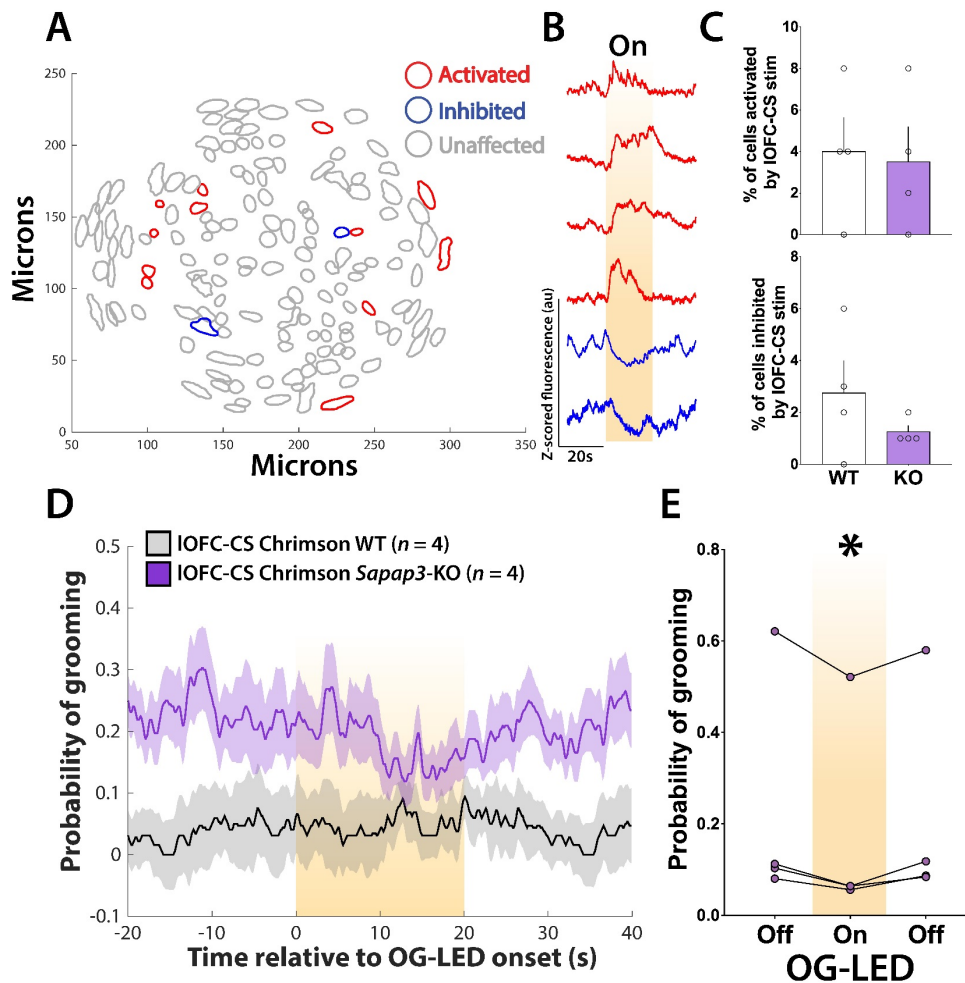 A
250
200
150
100
50
0
Microns
50 100 150 200 250 300 350
Microns
Activated
Inhibited
Unaffected
B
On
Z-scored fluorescence (au)
20s
C
8
6
4
2
0
% of cells activated
by lOFC-CS stim
8
6
4
2
0
% of cells inhibited
by lOFC-CS stim
WT KO
D
lOFC-CS Chrimson WT (n = 4)
lOFC-CS Chrimson Sapap3-KO (n = 4)
0.5
0.4
0.3
0.2
0.1
0
-0.1
Probability of grooming
-20 -10 0 10 20 30 40
Time relative to OG-LED onset (s)
E
*
0.8
0.6
0.4
0.2
0.0
Probability of grooming
Off On Off
OG-LED